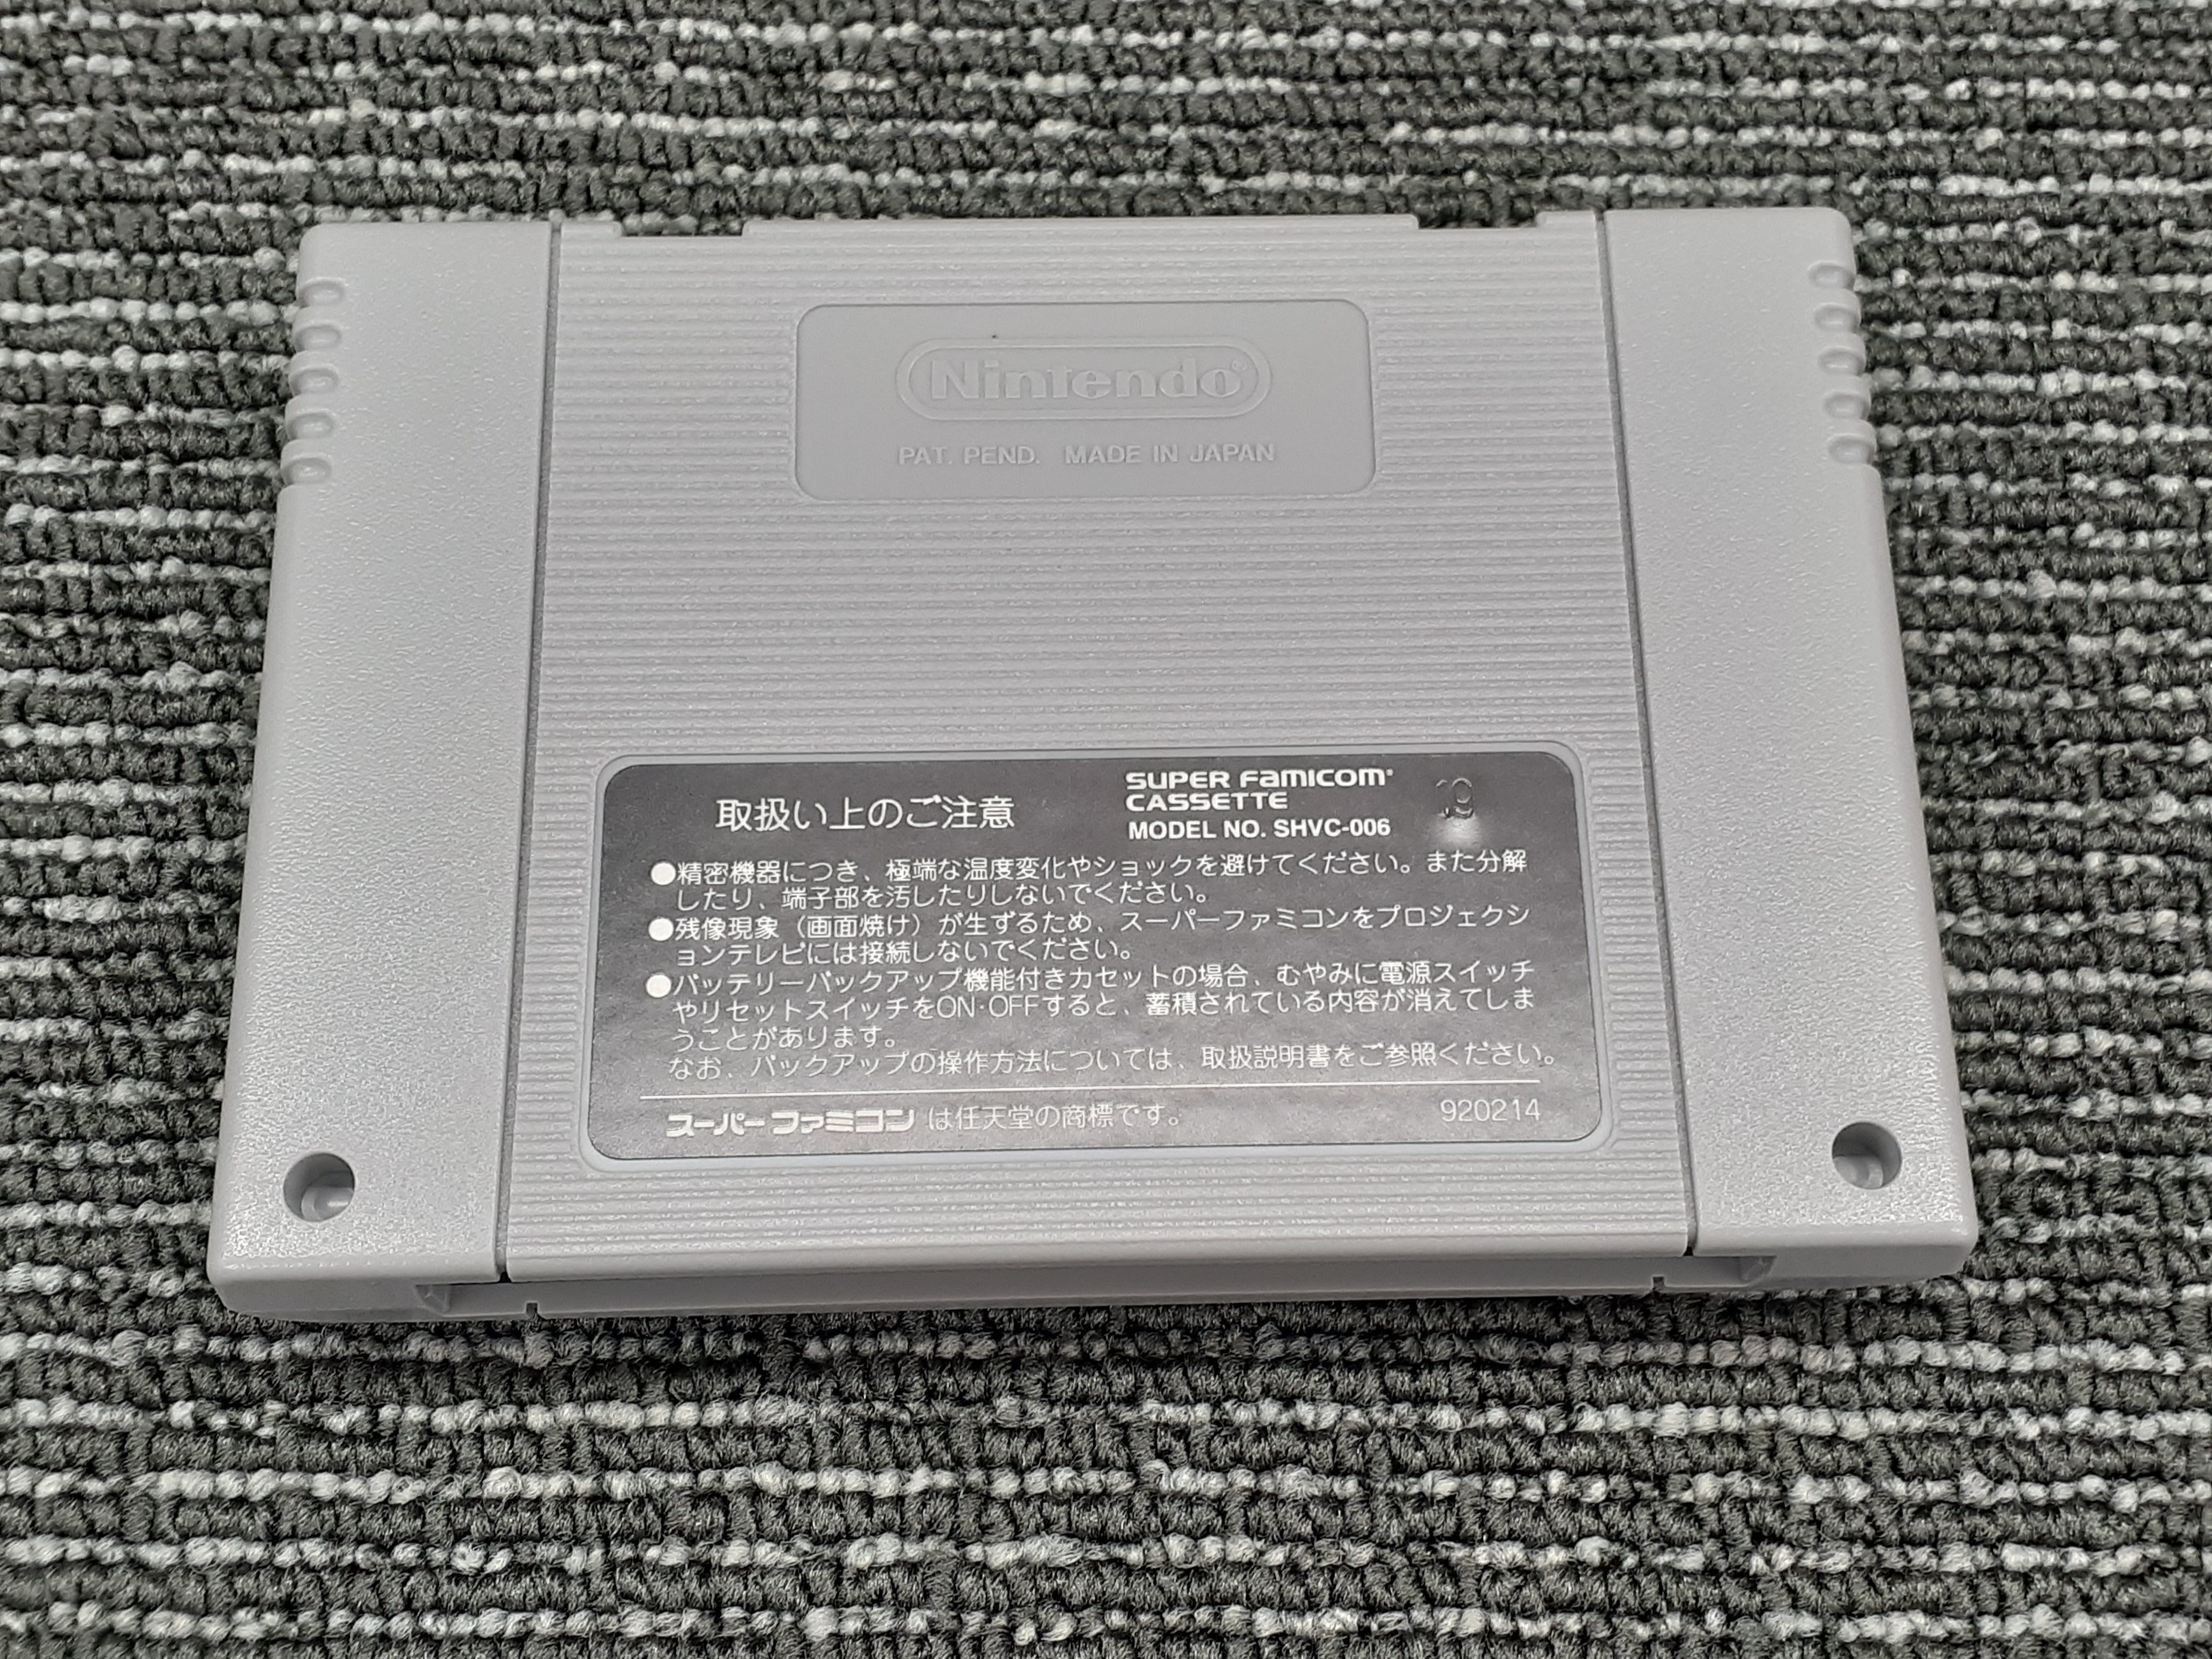 Nintendo®
PAT. PEND. MADE IN JAPAN
取扱い上のご注意
SUPER FAMICOM®
CASSETTE
MODEL NO. SHVC-006
19
●精密機器につき、極端な温度変化やショックを避けてください。また分解
したり、端子部を汚したりしないでください。
●残像現象（画面焼け）が生ずるため、スーパーファミコンをプロジェクシ
ョンテレビには接続しないでください。
●バッテリーバックアップ機能付きカセットの場合、むやみに電源スイッチ
やリセットスイッチをON·OFFすると、蓄積されている内容が消えてしま
うことがあります。
なお、バックアップの操作方法については、取扱説明書をご参照ください。
スーパーファミコン は任天堂の商標です。
920214